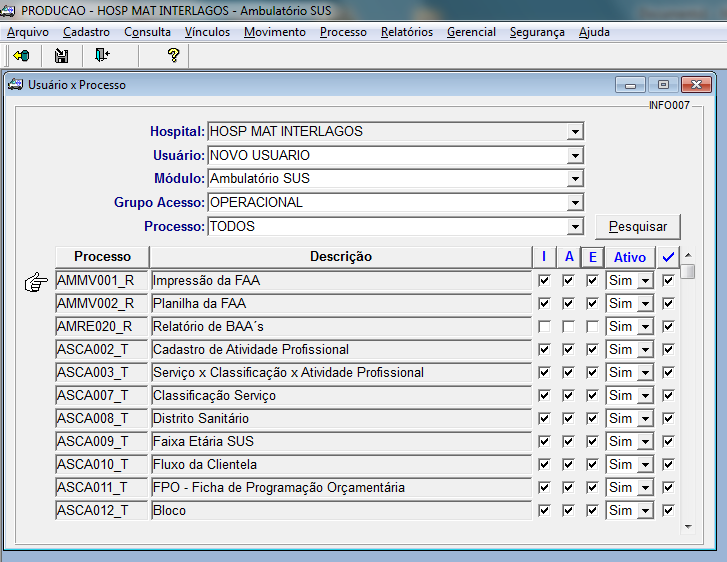 PRODUCAO - HOSP MAT INTERLAGOS - Ambulatório SUS
Arquivo Cadastro Consulta Vínculos Movimento Processo Relatórios Gerencial Segurança Ajuda
Usuário x Processo
INFO007
Hospital: HOSP MAT INTERLAGOS
Usuário: NOVO USUARIO
Módulo: Ambulatório SUS
Grupo Acesso: OPERACIONAL
Processo: TODOS Pesquisar
Processo Descrição I A E Ativo
AMMV001_R Impressão da FAA Sim
AMMV002_R Planilha da FAA Sim
AMRE020_R Relatório de BAA´s Sim
ASCA002_T Cadastro de Atividade Profissional Sim
ASCA003_T Serviço x Classificação x Atividade Profissional Sim
ASCA007_T Classificação Serviço Sim
ASCA008_T Distrito Sanitário Sim
ASCA009_T Faixa Etária SUS Sim
ASCA010_T Fluxo da Clientela Sim
ASCA011_T FPO - Ficha de Programação Orçamentária Sim
ASCA012_T Bloco Sim